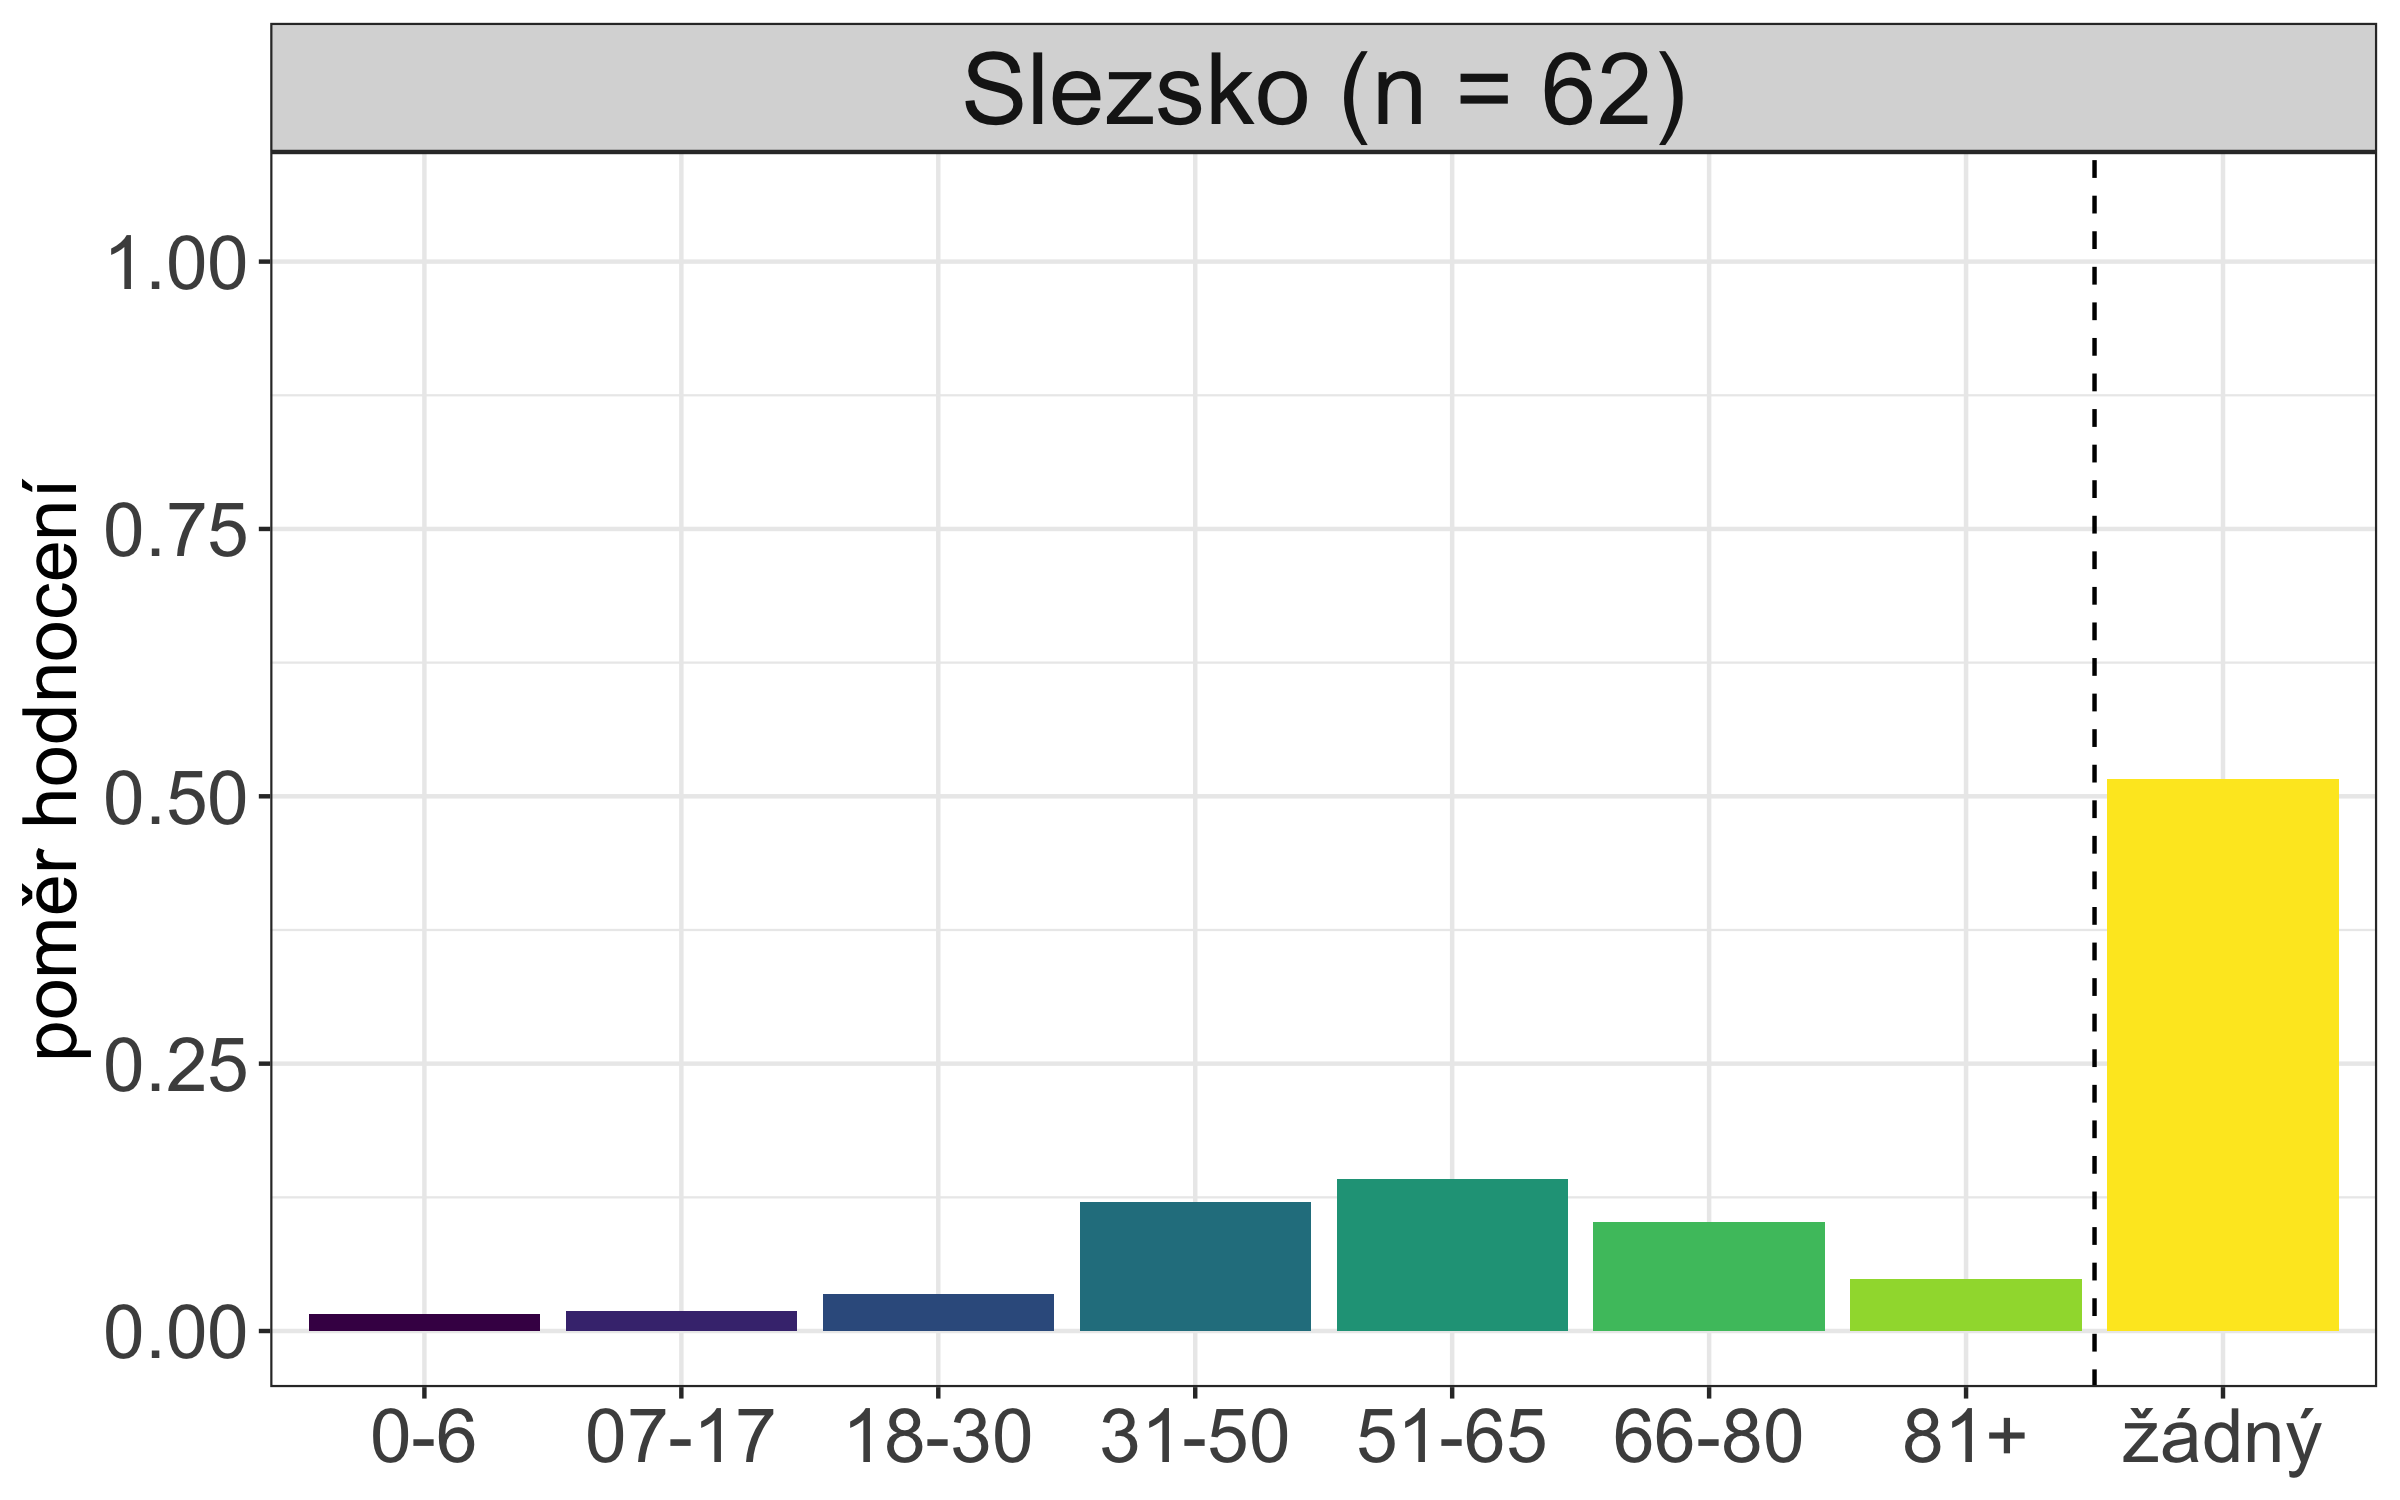 Slezsko (n = 62)
poměr hodnocení
1.00
0.75
0.50
0.25
0.00
0-6 07-17 18-30 31-50 51-65 66-80 81+ žádný